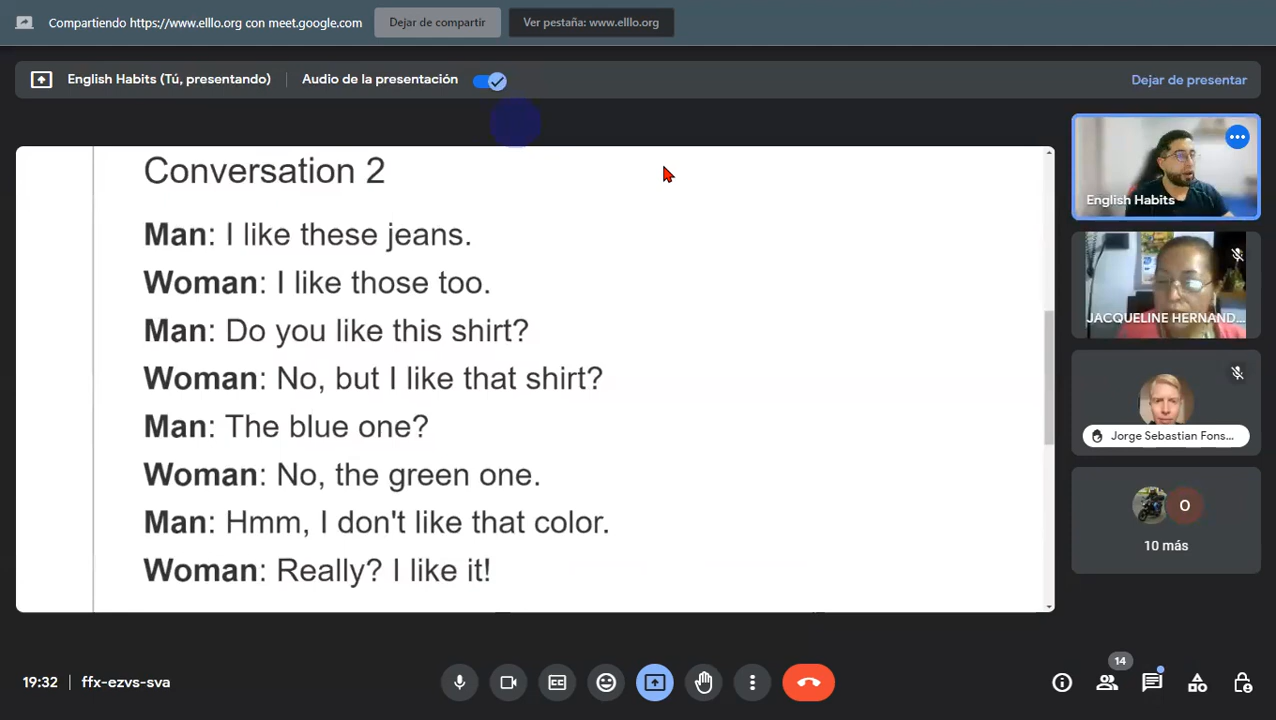 Compartiendo https://www.elllo.org con meet.google.com
Dejar de compartir
Ver pestaña: www.elllo.org
English Habits (Tú, presentando)
Audio de la presentación
Dejar de presentar
Conversation 2
Man: I like these jeans.
Woman: I like those too.
Man: Do you like this shirt?
Woman: No, but I like that shirt?
Man: The blue one?
Woman: No, the green one.
Man: Hmm, I don't like that color.
Woman: Really? I like it!
English Habits
JACQUELINE HERNAND...
Jorge Sebastian Fons...
O
10 más
19:32
ffx-ezvs-sva
14